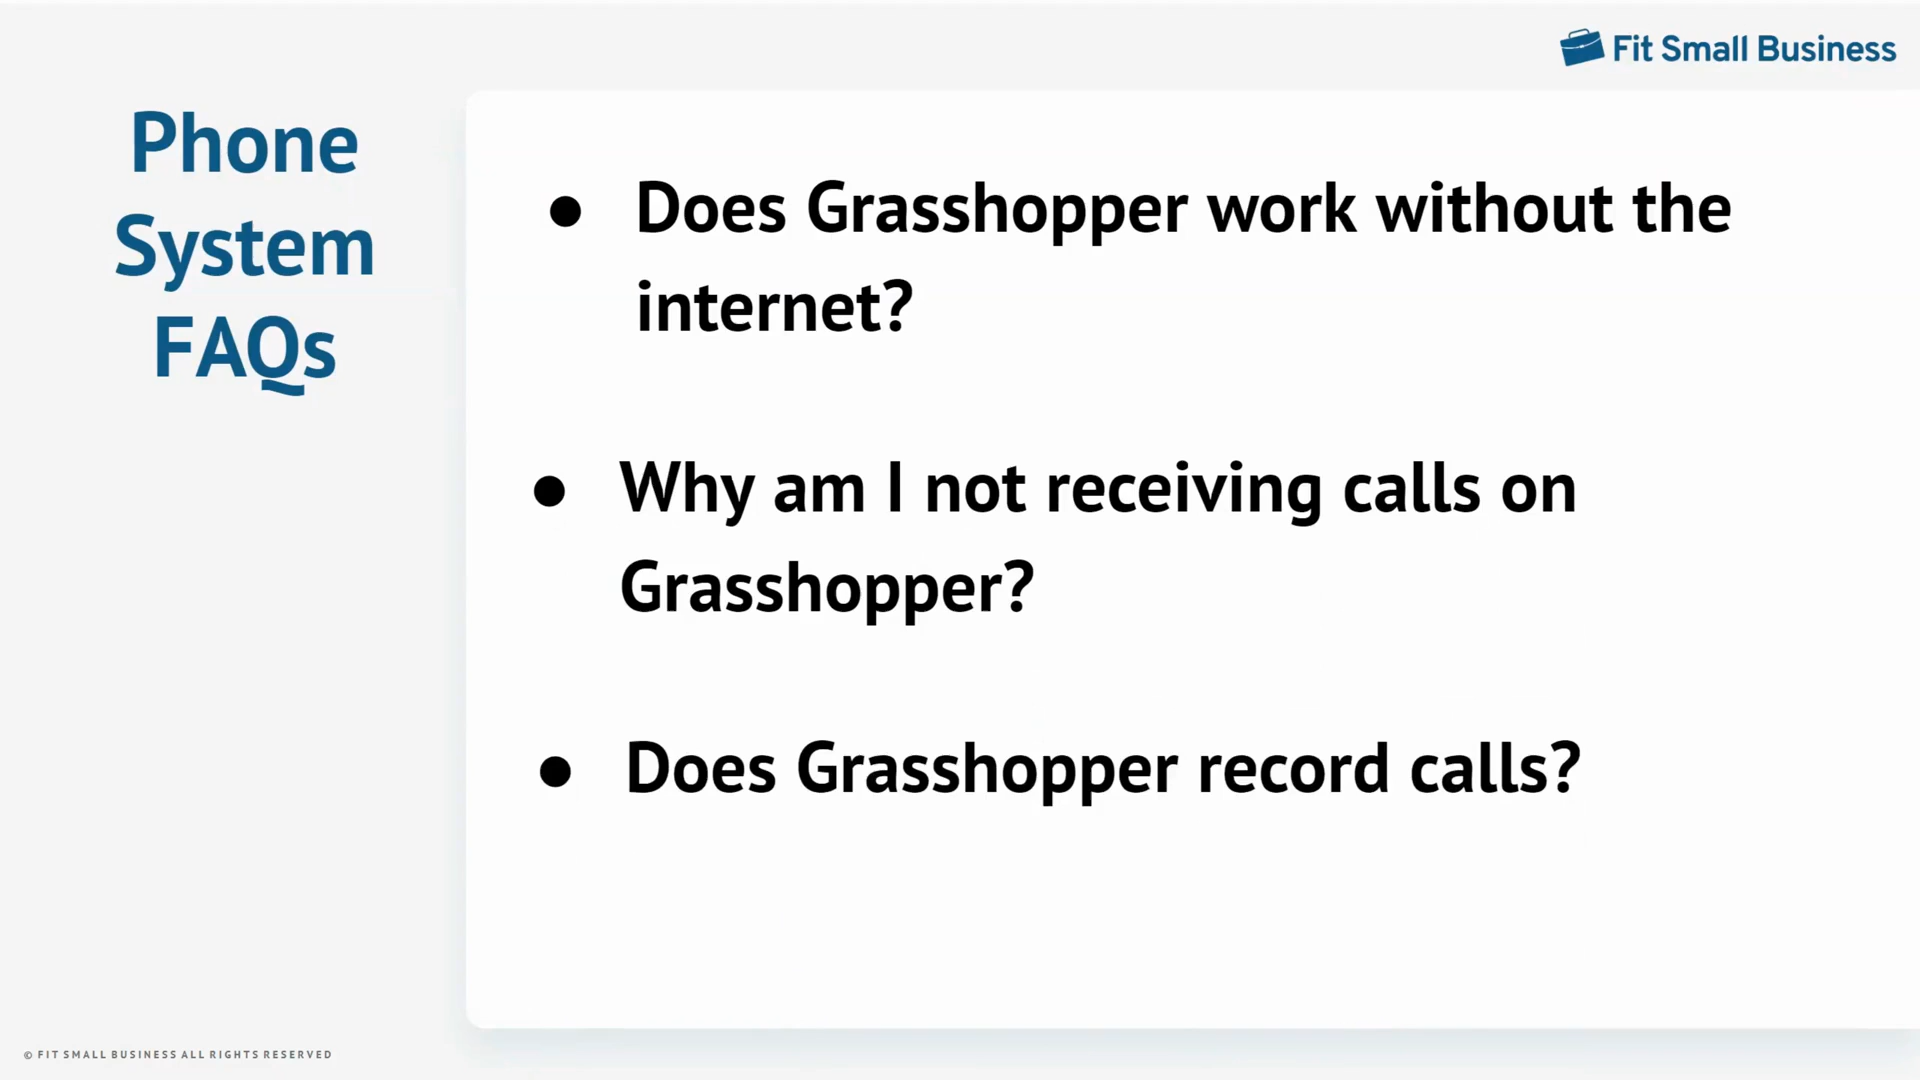 Fit Small Business
Phone
System
FAQs
● Does Grasshopper work without the
internet?
● Why am I not receiving calls on
Grasshopper?
● Does Grasshopper record calls?
© FIT SMALL BUSINESS ALL RIGHTS RESERVED